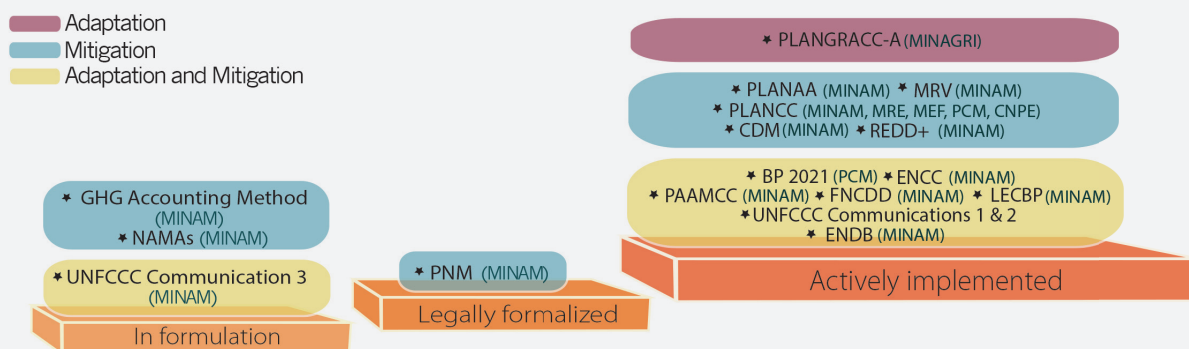 Adaptation
Mitigation
Adaptation and Mitigation
★ PLANGRACC-A (MINAGRI)
★ PLANAA (MINAM) ★ MRV (MINAM)
★ PLANCC (MINAM, MRE, MEF, PCM, CNPE)
★ CDM (MINAM) ★ REDD+ (MINAM)
★ BP 2021 (PCM) ★ ENCC (MINAM)
★ PAAMCC (MINAM) ★ FNCDD (MINAM) ★ LECBP (MINAM)
★ UNFCCC Communications 1 & 2
★ ENDB (MINAM)
Actively implemented
★ GHG Accounting Method
(MINAM)
★ NAMAs (MINAM)
★ UNFCCC Communication 3
(MINAM)
In formulation
★ PNM (MINAM)
Legally formalized